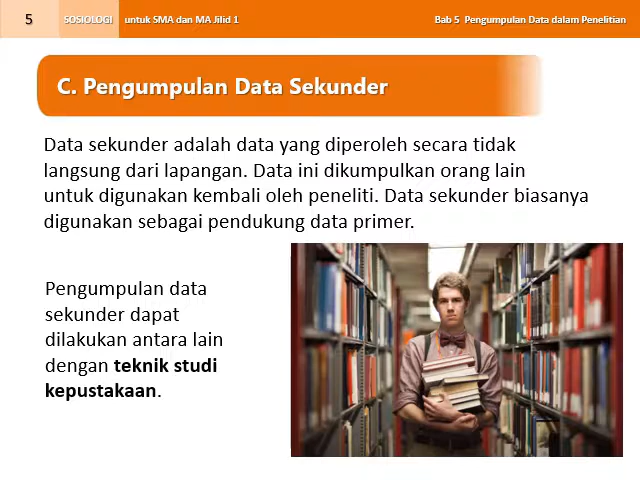 5 SOSIOLOGI untuk SMA dan MA Jilid 1 Bab 5 Pengumpulan Data dalam Penelitian
C. Pengumpulan Data Sekunder
Data sekunder adalah data yang diperoleh secara tidak
langsung dari lapangan. Data ini dikumpulkan orang lain
untuk digunakan kembali oleh peneliti. Data sekunder biasanya
digunakan sebagai pendukung data primer.
Pengumpulan data
sekunder dapat
dilakukan antara lain
dengan teknik studi
kepustakaan.